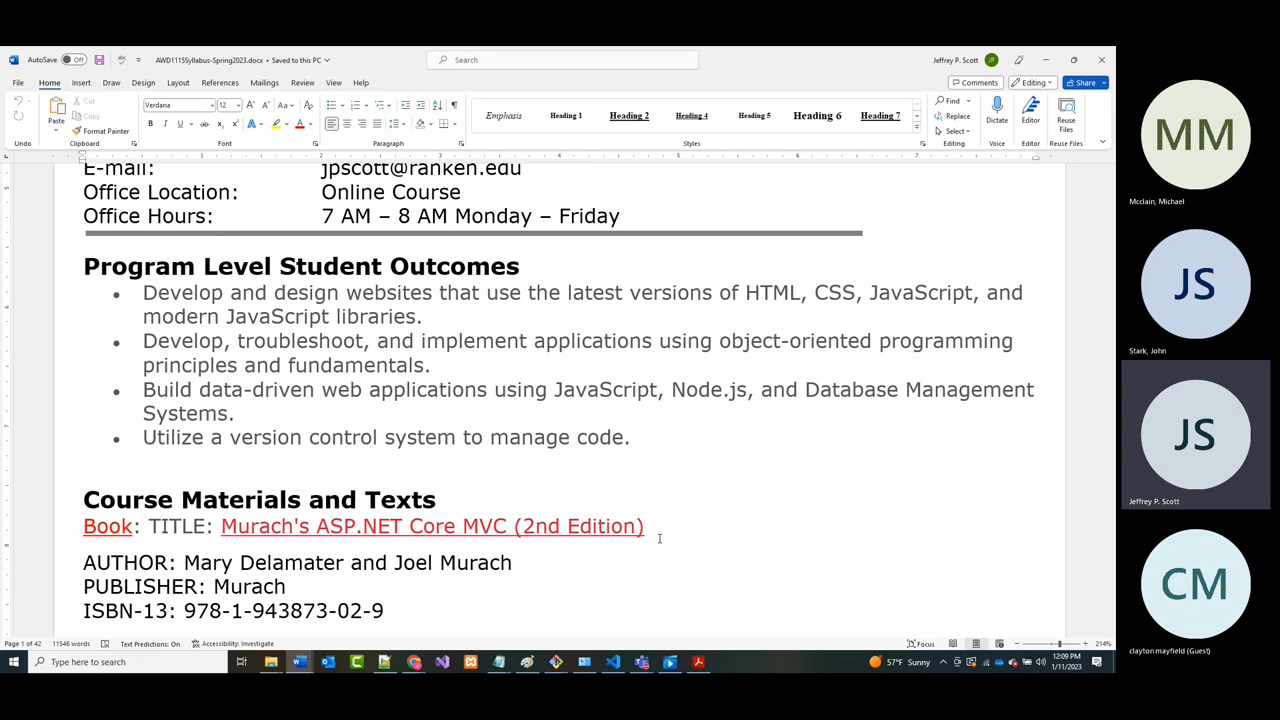 AutoSave Off AWD1115Syllabus-Spring2023.docx • Saved to this PC Search Jeffrey P. Scott JP
File Home Insert Draw Design Layout References Mailings Review View Help Comments Editing Share
Cut
Copy
Paste
Format Painter
Verdana 12
Emphasis Heading 1 Heading 2 Heading 4 Heading 5 Heading 6 Heading 7
Find
Replace
Select
Dictate Editor Reuse Files
Undo Clipboard Font Paragraph Styles Editing Voice Editor Reuse Files
E-mail: jpscott@ranken.edu
Office Location: Online Course
Office Hours: 7 AM – 8 AM Monday – Friday
Program Level Student Outcomes
• Develop and design websites that use the latest versions of HTML, CSS, JavaScript, and
modern JavaScript libraries.
• Develop, troubleshoot, and implement applications using object-oriented programming
principles and fundamentals.
• Build data-driven web applications using JavaScript, Node.js, and Database Management
Systems.
• Utilize a version control system to manage code.
Course Materials and Texts
Book: TITLE: Murach's ASP.NET Core MVC (2nd Edition)
AUTHOR: Mary Delamater and Joel Murach
PUBLISHER: Murach
ISBN-13: 978-1-943873-02-9
Page 1 of 42 11546 words Text Predictions: On Accessibility: Investigate Focus 214%
Type here to search 57°F Sunny 12:09 PM
1/11/2023
MM
Mcclain, Michael
JS
Stark, John
JS
Jeffrey P. Scott
CM
clayton mayfield (Guest)